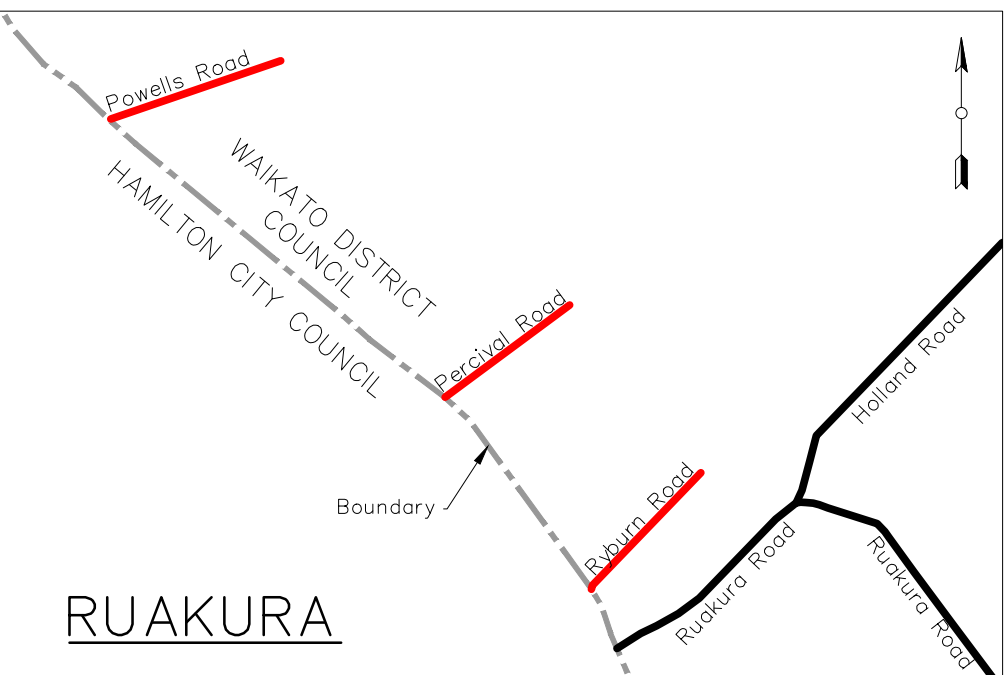 Powells Road
WAIKATO DISTRICT
COUNCIL
HAMILTON CITY COUNCIL
Percival Road
Holland Road
Boundary
Ryburn Road
Ruakura Road
Ruakura Road
RUAKURA